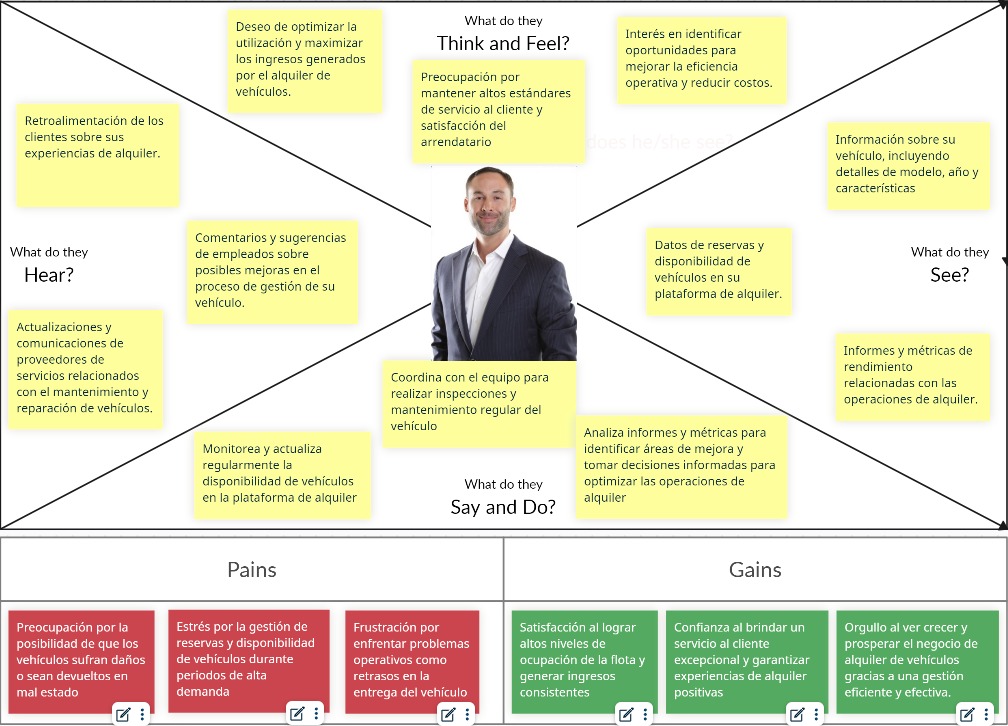 What do they
Think and Feel?
Deseo de optimizar la
utilización y maximizar
los ingresos generados
por el alquiler de
vehículos.
Preocupación por
mantener altos estándares
de servicio al cliente y
satisfacción del
arrendatario
Interés en identificar
oportunidades para
mejorar la eficiencia
operativa y reducir costos.
does he/she see?
Retroalimentación de los
clientes sobre sus
experiencias de alquiler.
What do they
Hear?
Comentarios y sugerencias
de empleados sobre
posibles mejoras en el
proceso de gestión de su
vehículo.
Actualizaciones y
comunicaciones de
proveedores de
servicios relacionados
con el mantenimiento y
reparación de vehículos.
Información sobre su
vehículo, incluyendo
detalles de modelo, año y
características
Datos de reservas y
disponibilidad de
vehículos en su
plataforma de alquiler.
What do they
See?
Informes y métricas de
rendimiento
relacionadas con las
operaciones de alquiler.
Coordina con el equipo para
realizar inspecciones y
mantenimiento regular del
vehículo
Monitorea y actualiza
regularmente la
disponibilidad de vehículos
en la plataforma de alquiler
Analiza informes y métricas para
identificar áreas de mejora y
tomar decisiones informadas para
optimizar las operaciones de
alquiler
What do they
Say and Do?
Pains
Preocupación por la
posibilidad de que los
vehículos sufran daños
o sean devueltos en
mal estado
Estrés por la gestión de
reservas y disponibilidad
de vehículos durante
periodos de alta
demanda
Frustración por
enfrentar problemas
operativos como
retrasos en la
entrega del vehículo
Gains
Satisfacción al lograr
altos niveles de
ocupación de la flota y
generar ingresos
consistentes
Confianza al brindar un
servicio al cliente
excepcional y garantizar
experiencias de alquiler
positivas
Orgullo al ver crecer y
prosperar el negocio de
alquiler de vehículos
gracias a una gestión
eficiente y efectiva.